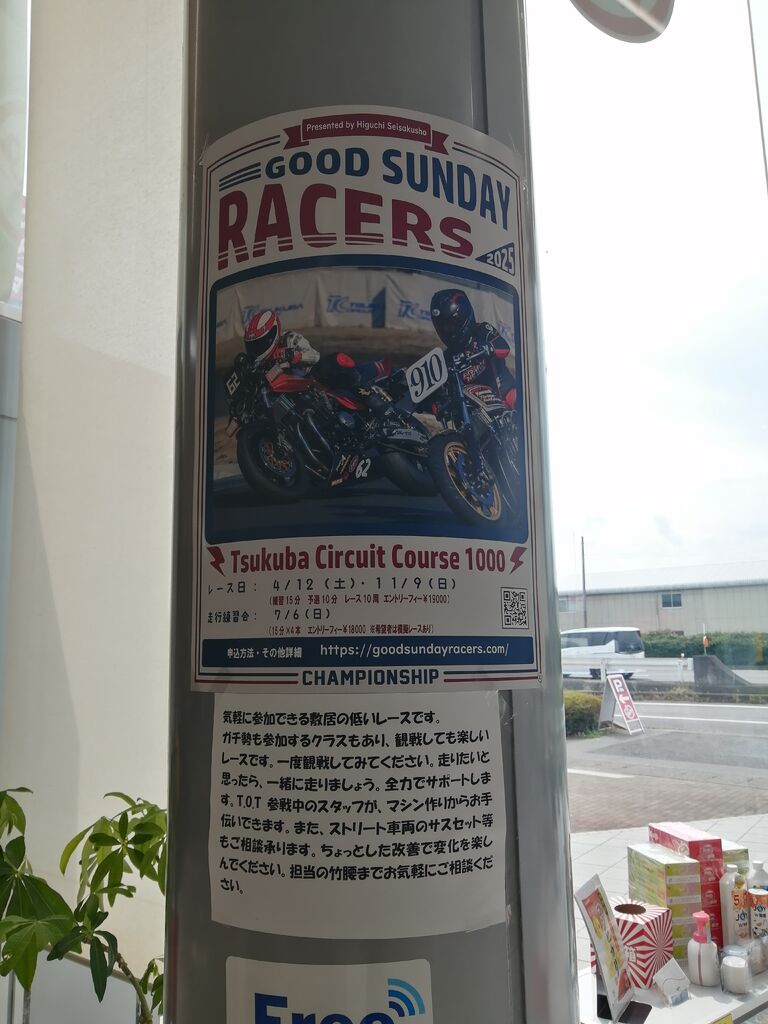 Presented by Higuchi Seisakusho
GOOD SUNDAY
RACERS
2025
TSUKUBA
62
910
62
Tsukuba Circuit Course 1000
レース日： 4/12（土）・11/9（日）
（練習15分 予選10分 レース10周 エントリーフィー¥19000）
走行練習会： 7/6（日）
（15分×4本 エントリーフィー¥18000 ※希望者は模擬レースあり）
申込方法・その他詳細 https://goodsundayracers.com/
CHAMPIONSHIP
気軽に参加できる敷居の低いレースです。
ガチ勢も参加するクラスもあり、観戦しても楽しい
レースです。一度観戦してみてください。走りたいと
思ったら、一緒に走りましょう。全力でサポートしま
す。T.O.T 参戦中のスタッフが、マシン作りからお手
伝いできます。また、ストリート車両のサスセット等
もご相談承ります。ちょっとした改善で変化を楽し
んでください。担当の竹腰までお気軽にご相談くださ
い。
Free
JOY